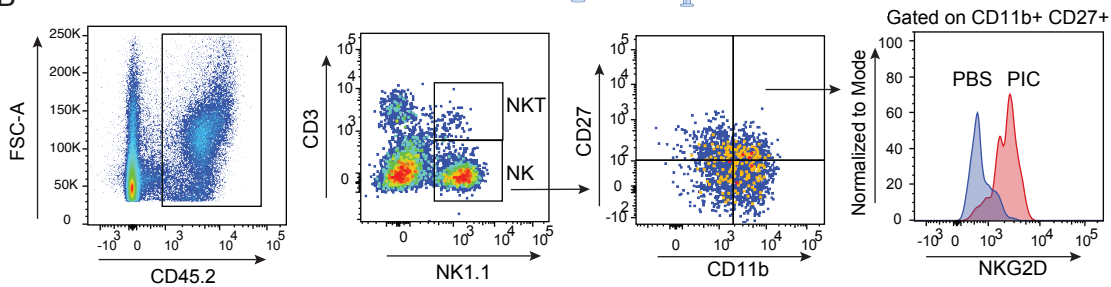 B
FSC-A
250K
200K
150K
100K
50K
0
-10^3 0 10^3 10^4 10^5
CD45.2
CD3
10^5
10^4
10^3
0
NKT
NK
0 10^3 10^4 10^5
NK1.1
CD27
10^5
10^4
10^3
10^2
0
-10^2
0 10^3 10^4 10^5
CD11b
Gated on CD11b+ CD27+
Normalized to Mode
100
80
60
40
20
0
PBS PIC
-10^3 0 10^3 10^4 10^5
NKG2D